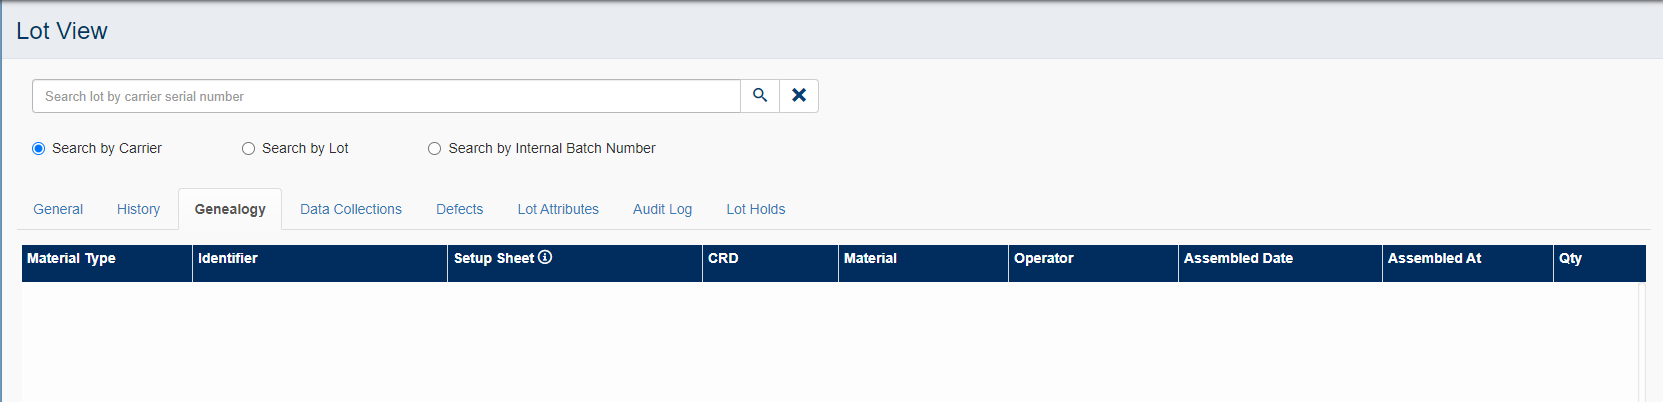 Lot View
Search lot by carrier serial number
Search by Carrier Search by Lot Search by Internal Batch Number
General History Genealogy Data Collections Defects Lot Attributes Audit Log Lot Holds
Material Type Identifier Setup Sheet CRD Material Operator Assembled Date Assembled At Qty